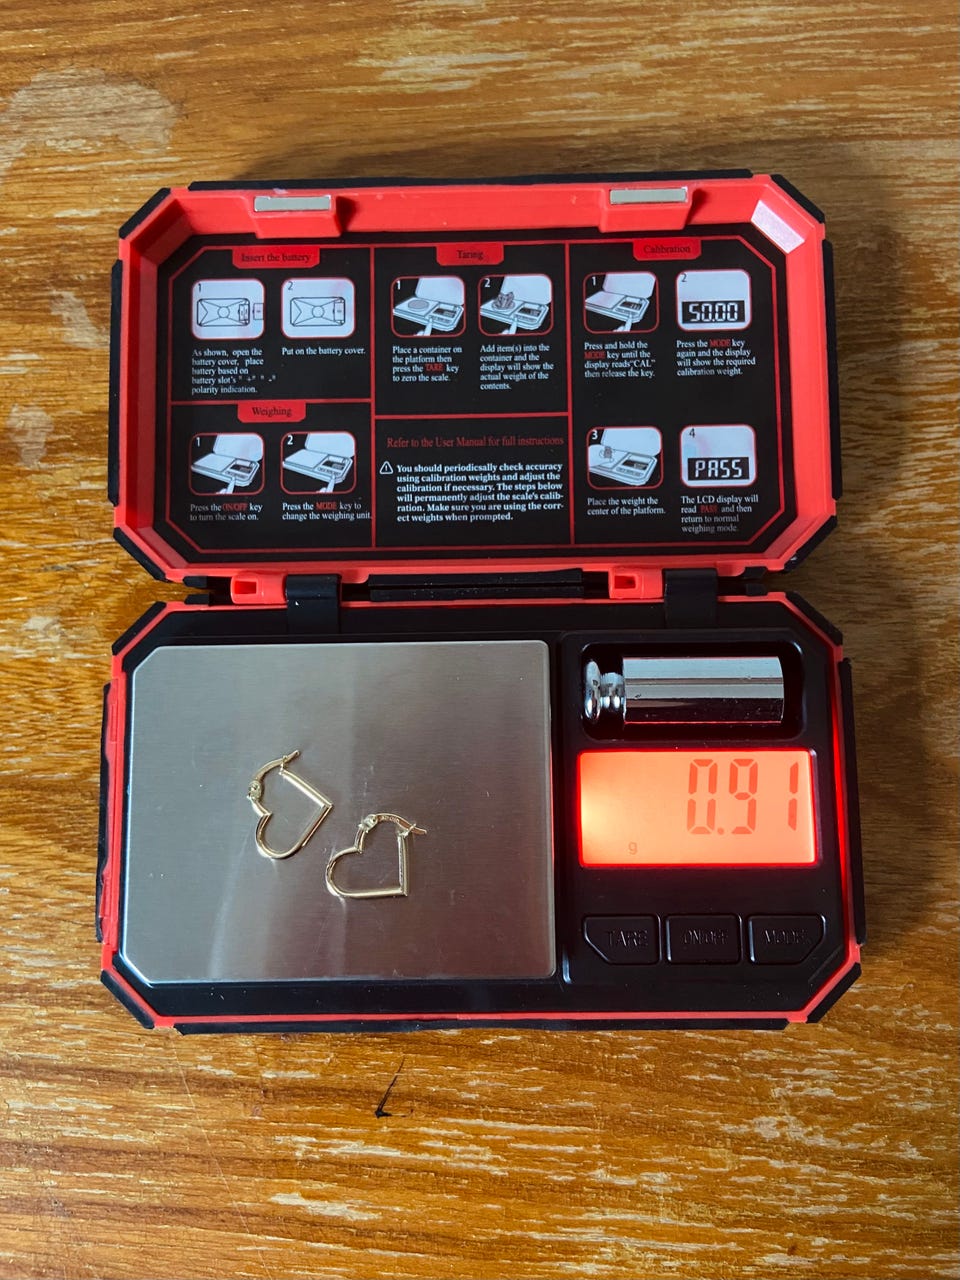 Insert the battery
1
2
As shown, open the
battery cover, place
battery based on
battery slot's "+" "-"
polarity indication.
Put on the battery cover.
Weighing
1
2
Press the ON/OFF key
to turn the scale on.
Press the MODE key to
change the weighing unit.
Taring
1
2
Place a container on
the platform then
press the TARE key
to zero the scale.
Add item(s) into the
container and the
display will show the
actual weight of the
contents.
Refer to the User Manual for full instructions
You should periodicsally check accuracy
using calibration weights and adjust the
calibration if necessary. The steps below
will permanently adjust the scale's calib-
ration. Make sure you are using the cor-
rect weights when prompted.
Calibration
1
2
50.00
Press and hold the
MODE key until the
display reads"CAL"
then release the key.
Press the MODE key
again and the display
will show the required
calibration weight.
3
4
PASS
Place the weight the
center of the platform.
The LCD display will
read PASS and then
return to normal
weighing mode.
0.91
g
TARE
ON/OFF
MODE